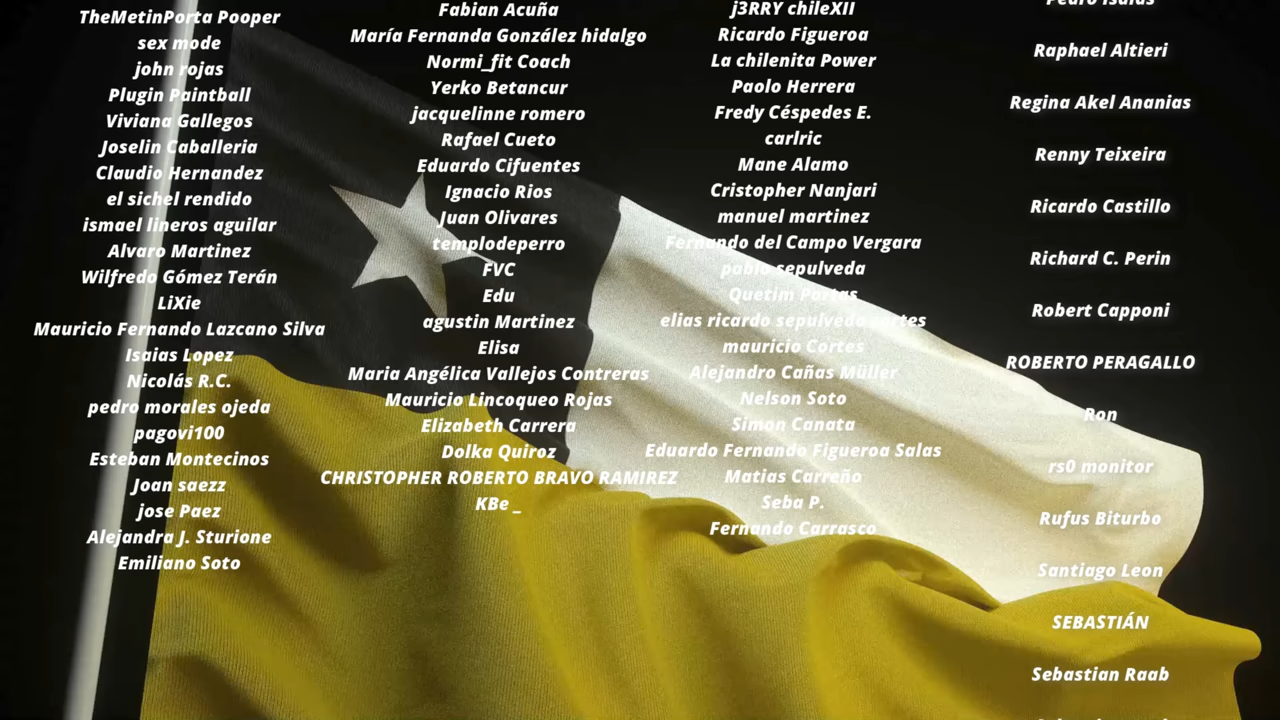 TheMetinPorta Pooper
sex mode
john rojas
Plugin Paintball
Viviana Gallegos
Joselin Caballeria
Claudio Hernandez
el sichel rendido
ismael lineros aguilar
Alvaro Martinez
Wilfredo Gómez Terán
LiXie
Mauricio Fernando Lazcano Silva
Isaias Lopez
Nicolás R.C.
pedro morales ojeda
pagovi100
Esteban Montecinos
Joan saezz
jose Paez
Alejandra J. Sturione
Emiliano Soto
Fabian Acuña
María Fernanda González hidalgo
Normi_fit Coach
Yerko Betancur
jacquelinne romero
Rafael Cueto
Eduardo Cifuentes
Ignacio Rios
Juan Olivares
templodeperro
FVC
Edu
agustin Martinez
Elisa
Maria Angélica Vallejos Contreras
Mauricio Lincoqueo Rojas
Elizabeth Carrera
Dolka Quiroz
CHRISTOPHER ROBERTO BRAVO RAMIREZ
KBe _
j3RRY chileXII
Ricardo Figueroa
La chilenita Power
Paolo Herrera
Fredy Céspedes E.
carlric
Mane Alamo
Cristopher Nanjari
manuel martinez
Fernando del Campo Vergara
pablo sepulveda
Quetim Portas
elias ricardo sepulveda cortes
mauricio Cortes
Alejandro Cañas Müller
Nelson Soto
Simon Canata
Eduardo Fernando Figueroa Salas
Matias Carreño
Seba P.
Fernando Carrasco
Pedro Isaias
Raphael Altieri
Regina Akel Ananias
Renny Teixeira
Ricardo Castillo
Richard C. Perin
Robert Capponi
ROBERTO PERAGALLO
Ron
rs0 monitor
Rufus Biturbo
Santiago Leon
SEBASTIÁN
Sebastian Raab